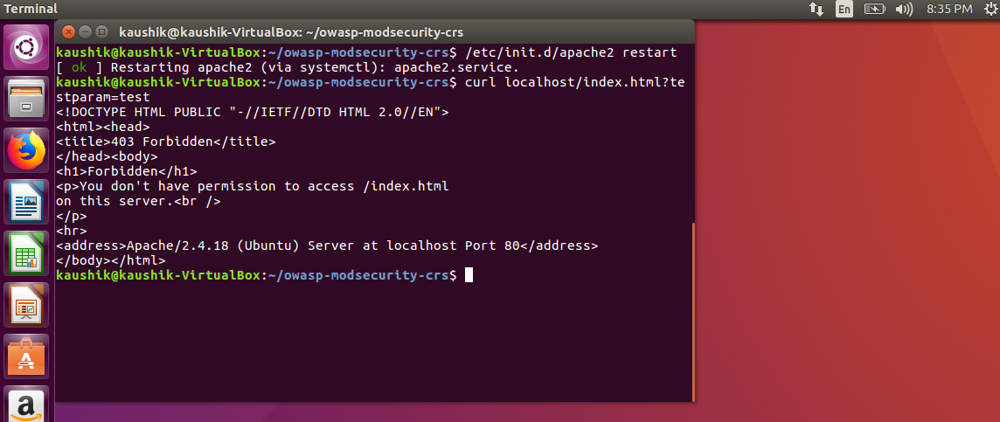 Terminal
En
8:35 PM
kaushik@kaushik-VirtualBox: ~/owasp-modsecurity-crs
kaushik@kaushik-VirtualBox:~/owasp-modsecurity-crs$ /etc/init.d/apache2 restart
[ ok ] Restarting apache2 (via systemctl): apache2.service.
kaushik@kaushik-VirtualBox:~/owasp-modsecurity-crs$ curl localhost/index.html?te
stparam=test
<!DOCTYPE HTML PUBLIC "-//IETF//DTD HTML 2.0//EN">
<html><head>
<title>403 Forbidden</title>
</head><body>
<h1>Forbidden</h1>
<p>You don't have permission to access /index.html
on this server.<br />
</p>
<hr>
<address>Apache/2.4.18 (Ubuntu) Server at localhost Port 80</address>
</body></html>
kaushik@kaushik-VirtualBox:~/owasp-modsecurity-crs$